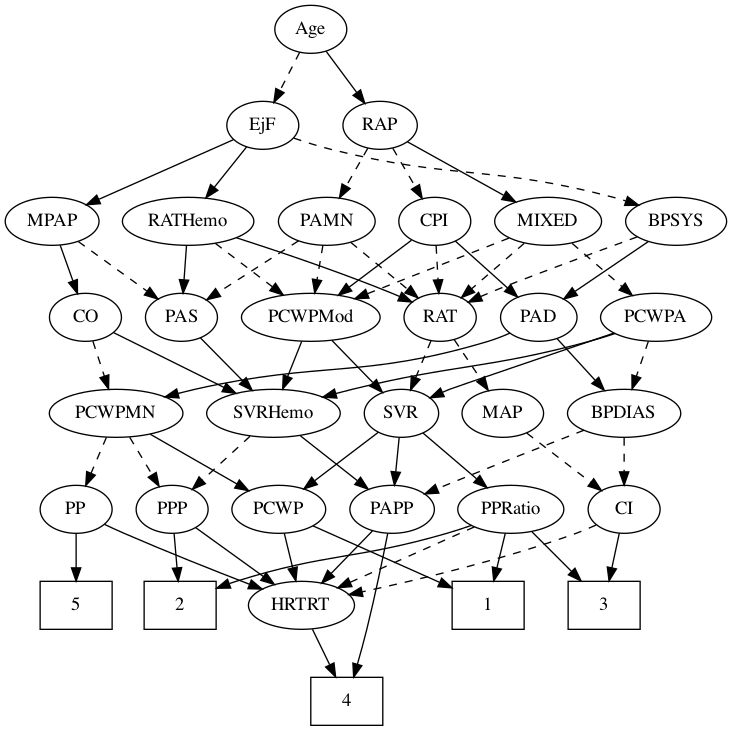 Age
EjF
RAP
MPAP
RATHemo
PAMN
CPI
MIXED
BPSYS
CO
PAS
PCWPMod
RAT
PAD
PCWPA
PCWPMN
SVRHemo
SVR
MAP
BPDIAS
PP
PPP
PCWP
PAPP
PPRatio
CI
5
2
HRTRT
1
3
4